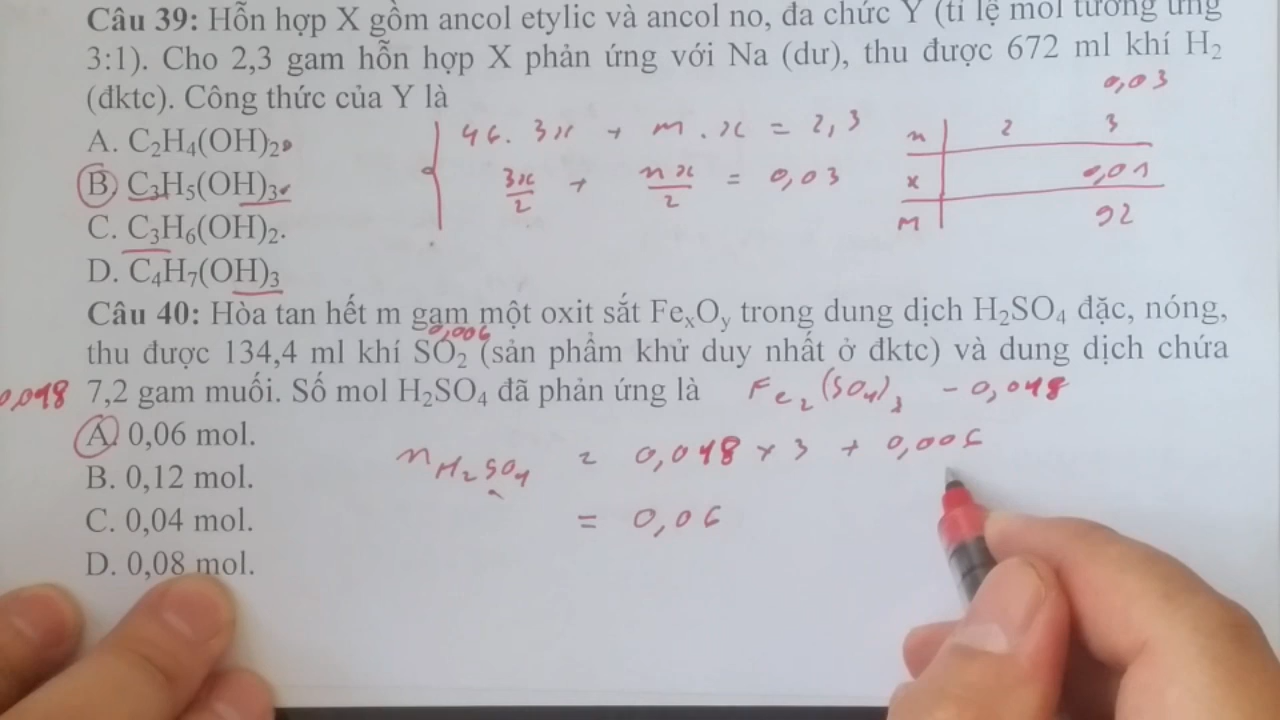 Câu 39: Hỗn hợp X gồm ancol etylic và ancol no, đa chức Y (tỉ lệ mol tương ứng
3:1). Cho 2,3 gam hỗn hợp X phản ứng với Na (dư), thu được 672 ml khí H2
0,03
(đktc). Công thức của Y là
A. C2H4(OH)2.
B. C3H5(OH)3.
C. C3H6(OH)2.
D. C4H7(OH)3
46. 3x + m. x = 2,3
3x/2 + nx/2 = 0,03
n 2 3
x 0,01
M 92
Câu 40: Hòa tan hết m gam một oxit sắt FexOy trong dung dịch H2SO4 đặc, nóng,
0,006
thu được 134,4 ml khí SO2 (sản phẩm khử duy nhất ở đktc) và dung dịch chứa
0,018 7,2 gam muối. Số mol H2SO4 đã phản ứng là Fe2(SO4)3 - 0,018
A. 0,06 mol.
B. 0,12 mol.
C. 0,04 mol.
D. 0,08 mol.
nH2SO4 = 0,018 x 3 + 0,006
= 0,06